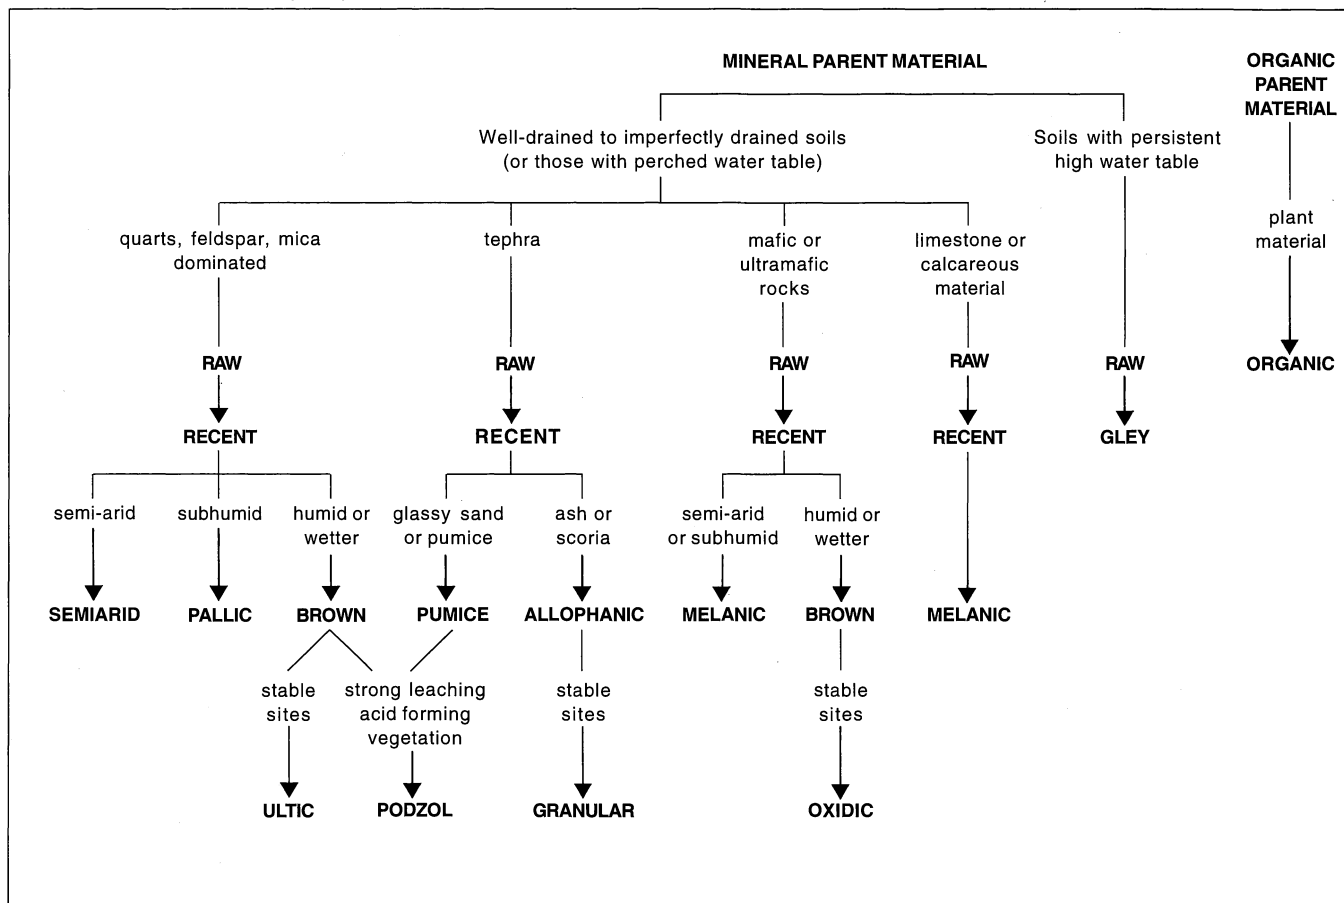 MINERAL PARENT MATERIAL
ORGANIC
PARENT
MATERIAL
Well-drained to imperfectly drained soils
(or those with perched water table)
Soils with persistent
high water table
quarts, feldspar, mica
dominated
tephra
mafic or
ultramafic
rocks
limestone or
calcareous
material
plant
material
RAW
RAW
RAW
RAW
RAW
ORGANIC
RECENT
RECENT
RECENT
RECENT
GLEY
semi-arid
subhumid
humid or
wetter
glassy sand
or pumice
ash or
scoria
semi-arid
or subhumid
humid or
wetter
SEMIARID
PALLIC
BROWN
PUMICE
ALLOPHANIC
MELANIC
BROWN
MELANIC
stable
sites
strong leaching
acid forming
vegetation
stable
sites
stable
sites
ULTIC
PODZOL
GRANULAR
OXIDIC